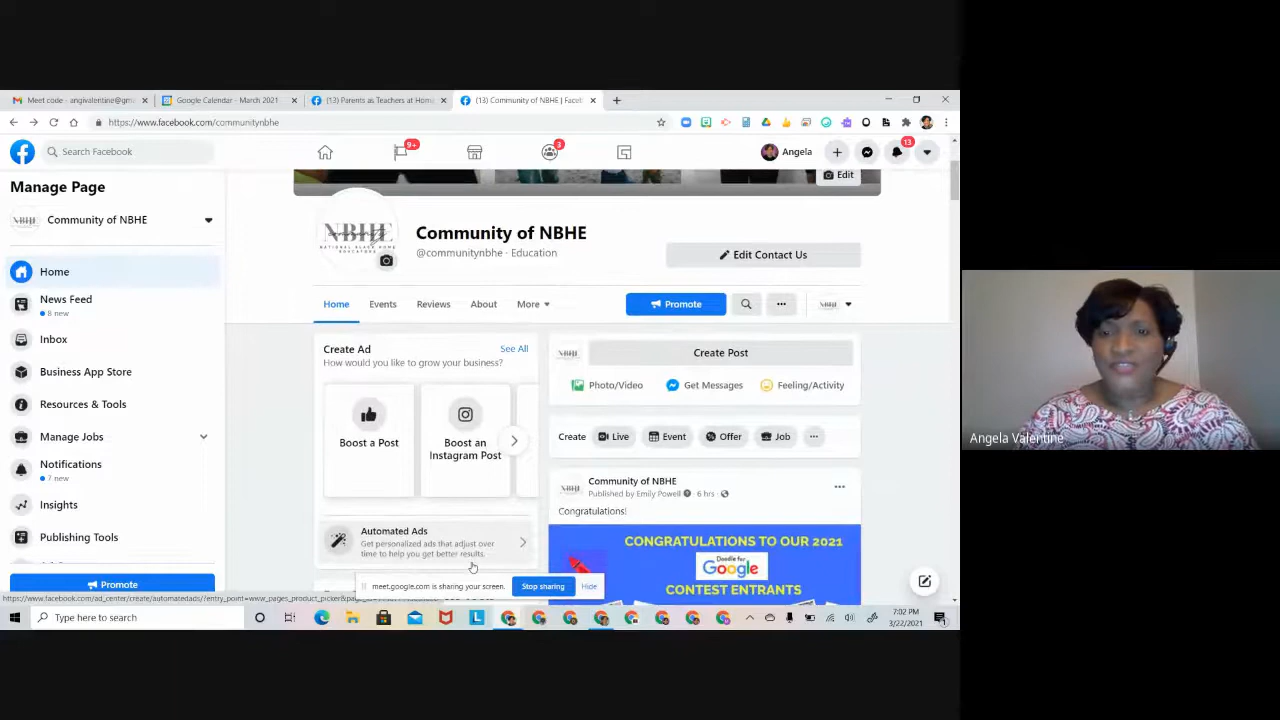 Meet code - angivalentine@gm
Google Calendar - March 2021
(13) Parents as Teachers at Hom
(13) Community of NBHE | Face
https://www.facebook.com/communitynbhe
Search Facebook
9+
3
Angela
13
Manage Page
Community of NBHE
Home
News Feed
8 new
Inbox
Business App Store
Resources & Tools
Manage Jobs
Notifications
7 new
Insights
Publishing Tools
Promote
Edit
NBHE
community
NATIONAL BLACK HOME
EDUCATORS
Community of NBHE
@communitynbhe · Education
Edit Contact Us
Home
Events
Reviews
About
More
Promote
Create Ad
See All
How would you like to grow your business?
Boost a Post
Boost an
Instagram Post
Automated Ads
Get personalized ads that adjust over
time to help you get better results.
Create Post
Photo/Video
Get Messages
Feeling/Activity
Create
Live
Event
Offer
Job
Community of NBHE
Published by Emily Powell
6 hrs
Congratulations!
CONGRATULATIONS TO OUR 2021
Doodle for
Google
CONTEST ENTRANTS
meet.google.com is sharing your screen.
Stop sharing
Hide
Type here to search
7:02 PM
3/22/2021
Angela Valentine